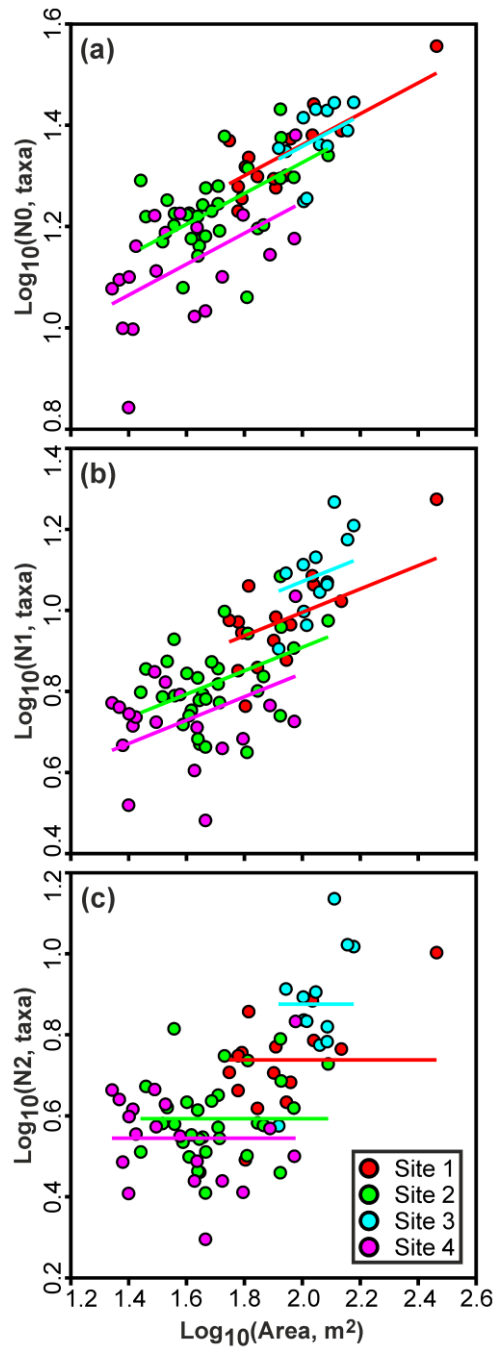 (a)
Log10(N0, taxa)
1.6
1.4
1.2
1.0
0.8
(b)
Log10(N1, taxa)
1.4
1.2
1.0
0.8
0.6
0.4
(c)
Log10(N2, taxa)
1.2
1.0
0.8
0.6
0.4
0.2
Site 1
Site 2
Site 3
Site 4
1.2 1.4 1.6 1.8 2.0 2.2 2.4 2.6
Log10(Area, m²)